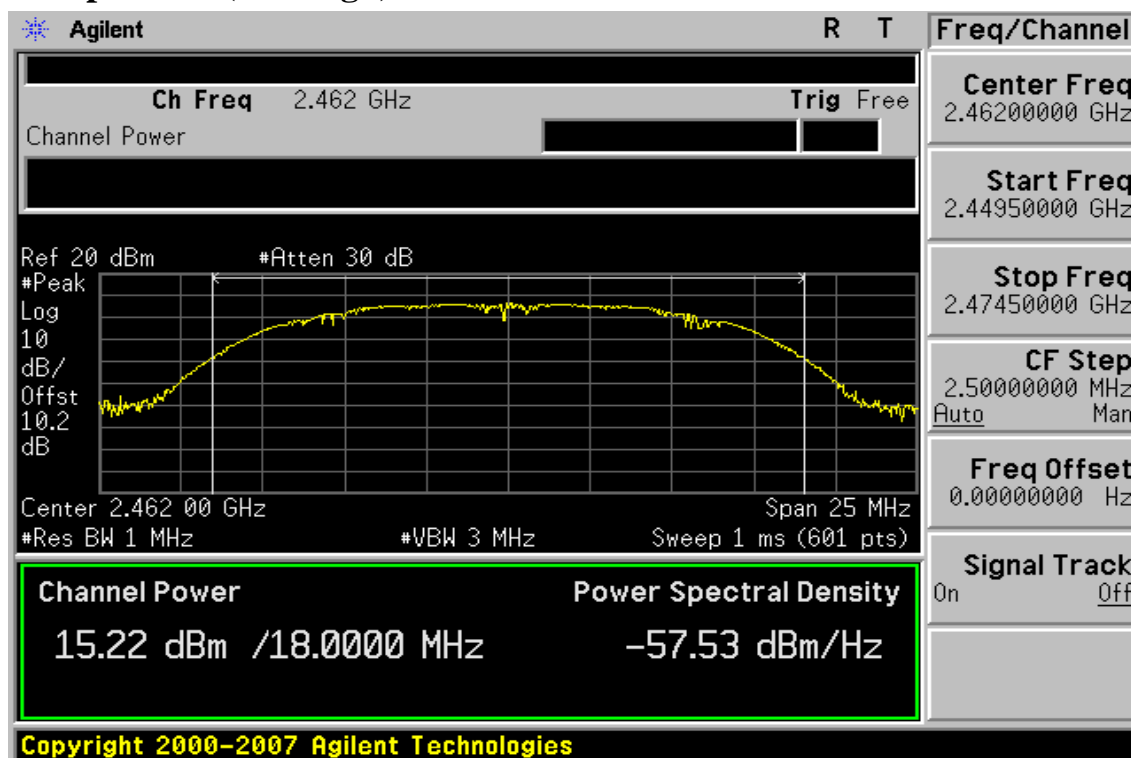 Agilent R T
Freq/Channel
Ch Freq 2.462 GHz Trig Free
Channel Power
Center Freq
2.46200000 GHz
Start Freq
2.44950000 GHz
Stop Freq
2.47450000 GHz
CF Step
2.50000000 MHz
Auto Man
Freq Offset
0.00000000 Hz
Signal Track
On Off
Ref 20 dBm #Atten 30 dB
#Peak
Log
10
dB/
Offst
10.2
dB
Center 2.462 00 GHz Span 25 MHz
#Res BW 1 MHz #VBW 3 MHz Sweep 1 ms (601 pts)
Channel Power Power Spectral Density
15.22 dBm /18.0000 MHz -57.53 dBm/Hz
Copyright 2000-2007 Agilent Technologies